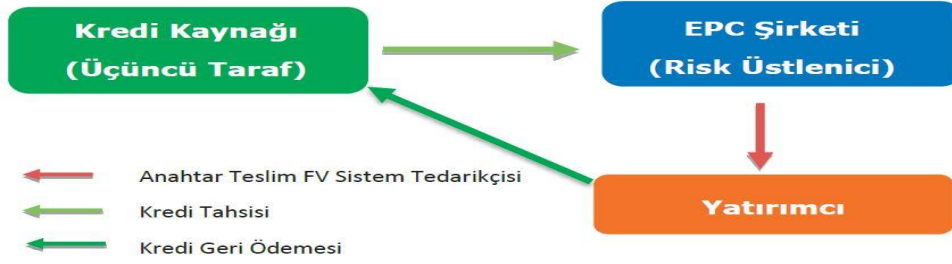 Kredi Kaynağı
(Üçüncü Taraf)
EPC Şirketi
(Risk Üstlenici)
Yatırımcı
Anahtar Teslim FV Sistem Tedarikçisi
Kredi Tahsisi
Kredi Geri Ödemesi